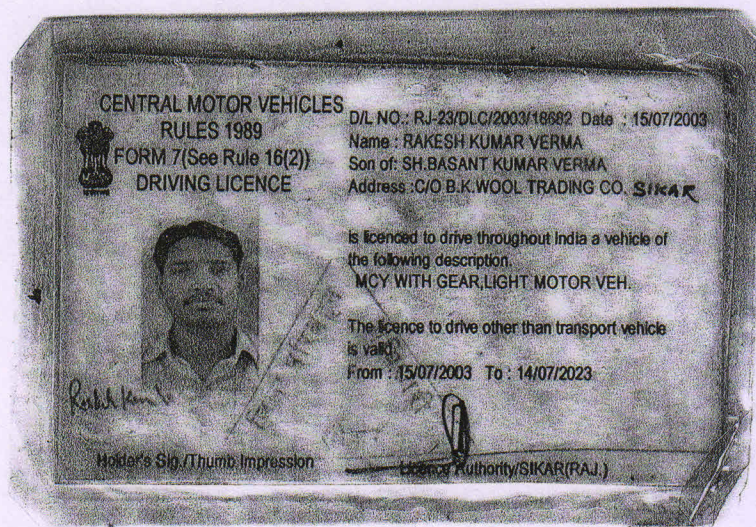 CENTRAL MOTOR VEHICLES
RULES 1989
FORM 7(See Rule 16(2))
DRIVING LICENCE
D/L NO.: RJ-23/DLC/2003/18682 Date : 15/07/2003
Name : RAKESH KUMAR VERMA
Son of: SH.BASANT KUMAR VERMA
Address :C/O B.K.WOOL TRADING CO. SIKAR
is licenced to drive throughout India a vehicle of
the following description.
MCY WITH GEAR,LIGHT MOTOR VEH.
The licence to drive other than transport vehicle
is valid
From : 15/07/2003 To : 14/07/2023
Holder's Sig./Thumb Impression
Licence Authority/SIKAR(RAJ.)